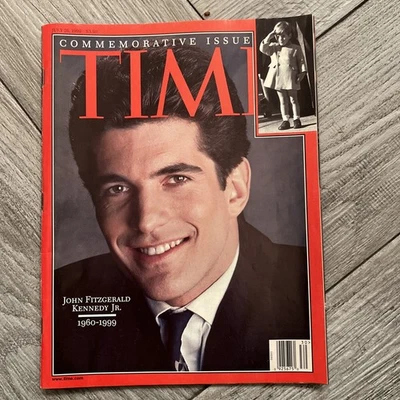 COMMEMORATIVE ISSUE
TIME
JOHN FITZGERALD
KENNEDY JR.
1960-1999
www.time.com